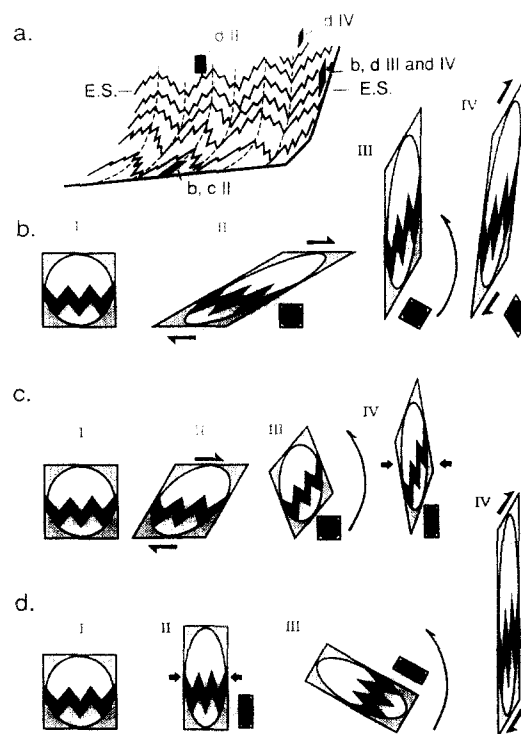 a.
d II
d IV
b, d III and IV
E.S.
E.S.
b, c II
III
IV
b.
I
II
c.
I
II
III
IV
IV
d.
I
II
III